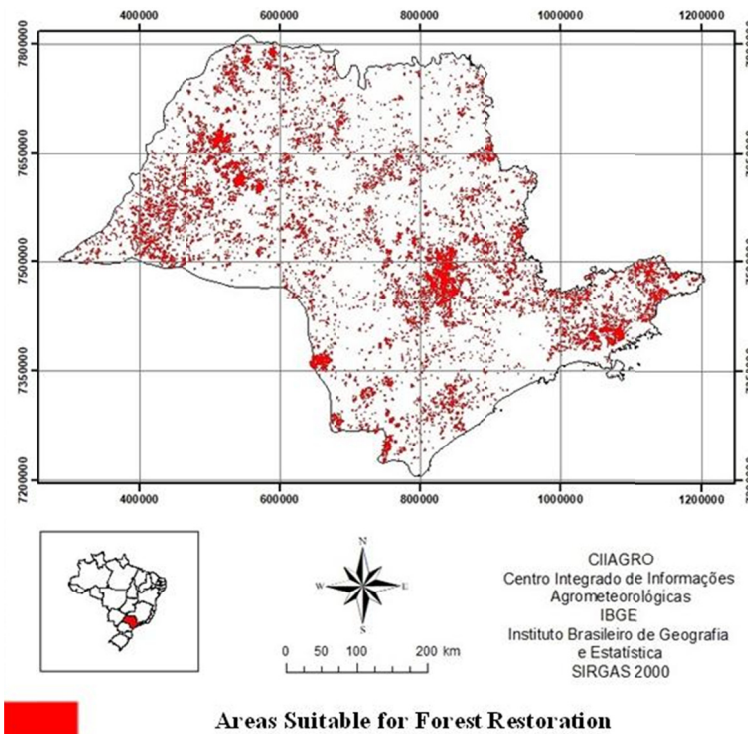 400000 600000 800000 1000000 1200000
7800000
7650000
7500000
7350000
7200000
400000 600000 800000 1000000 1200000
N
W E
S
0 50 100 200 km
CIIAGRO
Centro Integrado de Informações
Agrometeorológicas
IBGE
Instituto Brasileiro de Geografia
e Estatística
SIRGAS 2000
Areas Suitable for Forest Restoration